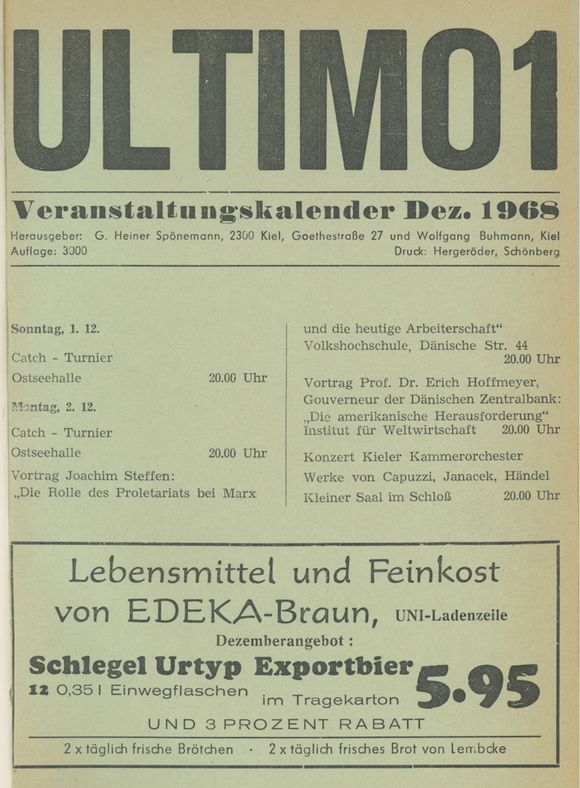 ULTIMO1
Veranstaltungskalender Dez. 1968
Herausgeber: G. Heiner Spönemann, 2300 Kiel, Goethestraße 27 und Wolfgang Buhmann, Kiel
Auflage: 3000 Druck: Hergeröder, Schönberg
Sonntag, 1. 12.
Catch - Turnier
Ostseehalle 20.00 Uhr
Montag, 2. 12.
Catch - Turnier
Ostseehalle 20.00 Uhr
Vortrag Joachim Steffen:
„Die Rolle des Proletariats bei Marx
und die heutige Arbeiterschaft“
Volkshochschule, Dänische Str. 44
20.00 Uhr
Vortrag Prof. Dr. Erich Hoffmeyer,
Gouverneur der Dänischen Zentralbank:
„Die amerikanische Herausforderung“
Institut für Weltwirtschaft 20.00 Uhr
Konzert Kieler Kammerorchester
Werke von Capuzzi, Janacek, Händel
Kleiner Saal im Schloß 20.00 Uhr
Lebensmittel und Feinkost
von EDEKA-Braun, UNI-Ladenzeile
Dezemberangebot :
Schlegel Urtyp Exportbier 5.95
12 0,35 l Einwegflaschen im Tragekarton
UND 3 PROZENT RABATT
2 x täglich frische Brötchen · 2 x täglich frisches Brot von Lembcke